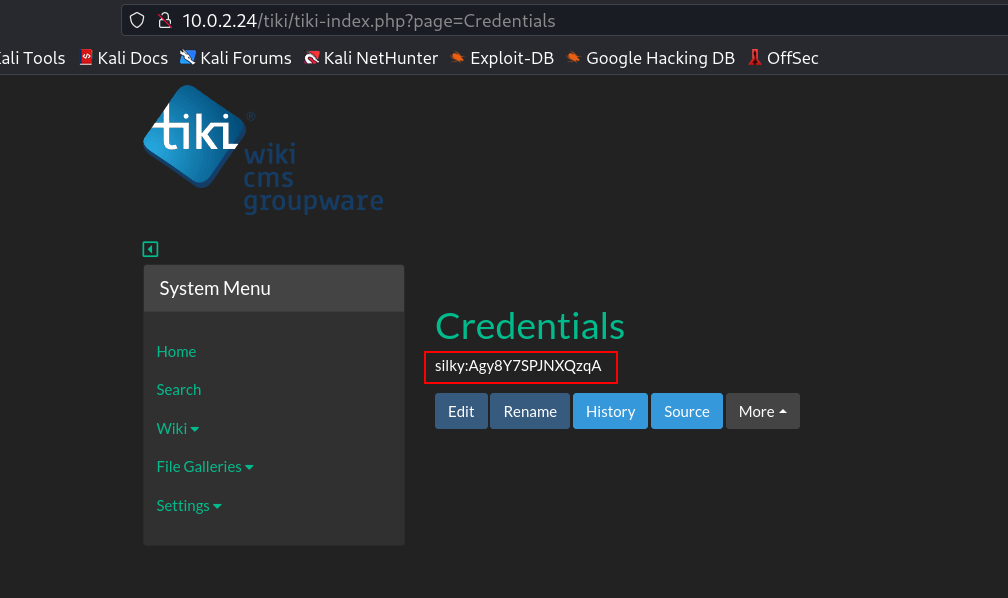 10.0.2.24/tiki/tiki-index.php?page=Credentials
ali Tools Kali Docs Kali Forums Kali NetHunter Exploit-DB Google Hacking DB OffSec
tiki ®
wiki
cms
groupware
System Menu
Home
Search
Wiki
File Galleries
Settings
Credentials
silky:Agy8Y7SPJNXQzqA
Edit Rename History Source More